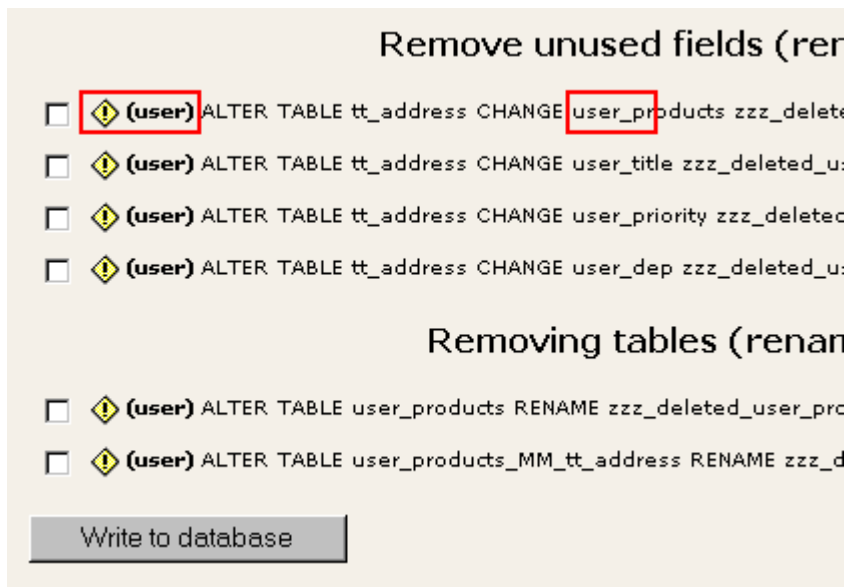 Remove unused fields (ren
(user) ALTER TABLE tt_address CHANGE user_products zzz_delete
(user) ALTER TABLE tt_address CHANGE user_title zzz_deleted_u
(user) ALTER TABLE tt_address CHANGE user_priority zzz_deleted
(user) ALTER TABLE tt_address CHANGE user_dep zzz_deleted_u
Removing tables (renam
(user) ALTER TABLE user_products RENAME zzz_deleted_user_pro
(user) ALTER TABLE user_products_MM_tt_address RENAME zzz_d
Write to database